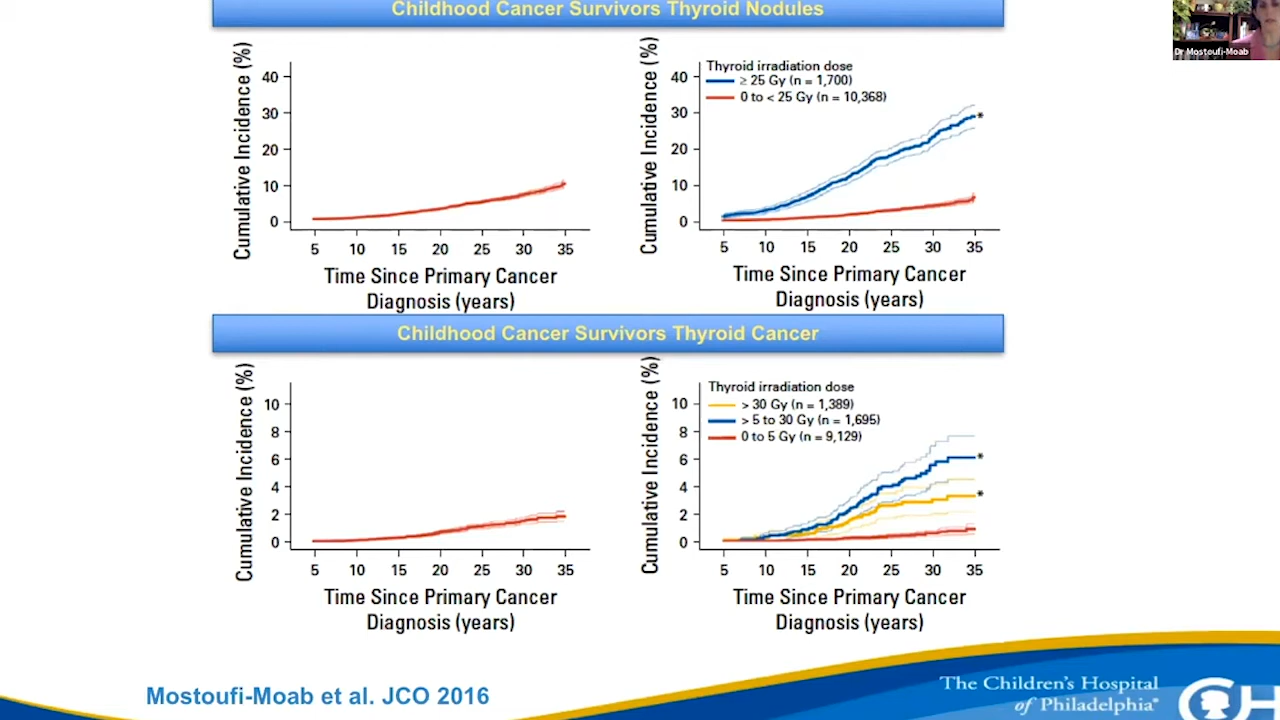 Childhood Cancer Survivors Thyroid Nodules
Dr Mostoufi-Moab
Cumulative Incidence (%)
40
30
20
10
0
5 10 15 20 25 30 35
Time Since Primary Cancer
Diagnosis (years)
Cumulative Incidence (%)
Thyroid irradiation dose
≥ 25 Gy (n = 1,700)
0 to < 25 Gy (n = 10,368)
40
30
20
10
0
*
5 10 15 20 25 30 35
Time Since Primary Cancer
Diagnosis (years)
Childhood Cancer Survivors Thyroid Cancer
Cumulative Incidence (%)
10
8
6
4
2
0
5 10 15 20 25 30 35
Time Since Primary Cancer
Diagnosis (years)
Cumulative Incidence (%)
Thyroid irradiation dose
> 30 Gy (n = 1,389)
> 5 to 30 Gy (n = 1,695)
0 to 5 Gy (n = 9,129)
10
8
6
4
2
0
*
*
5 10 15 20 25 30 35
Time Since Primary Cancer
Diagnosis (years)
Mostoufi-Moab et al. JCO 2016
The Children's Hospital
of Philadelphia®
CH